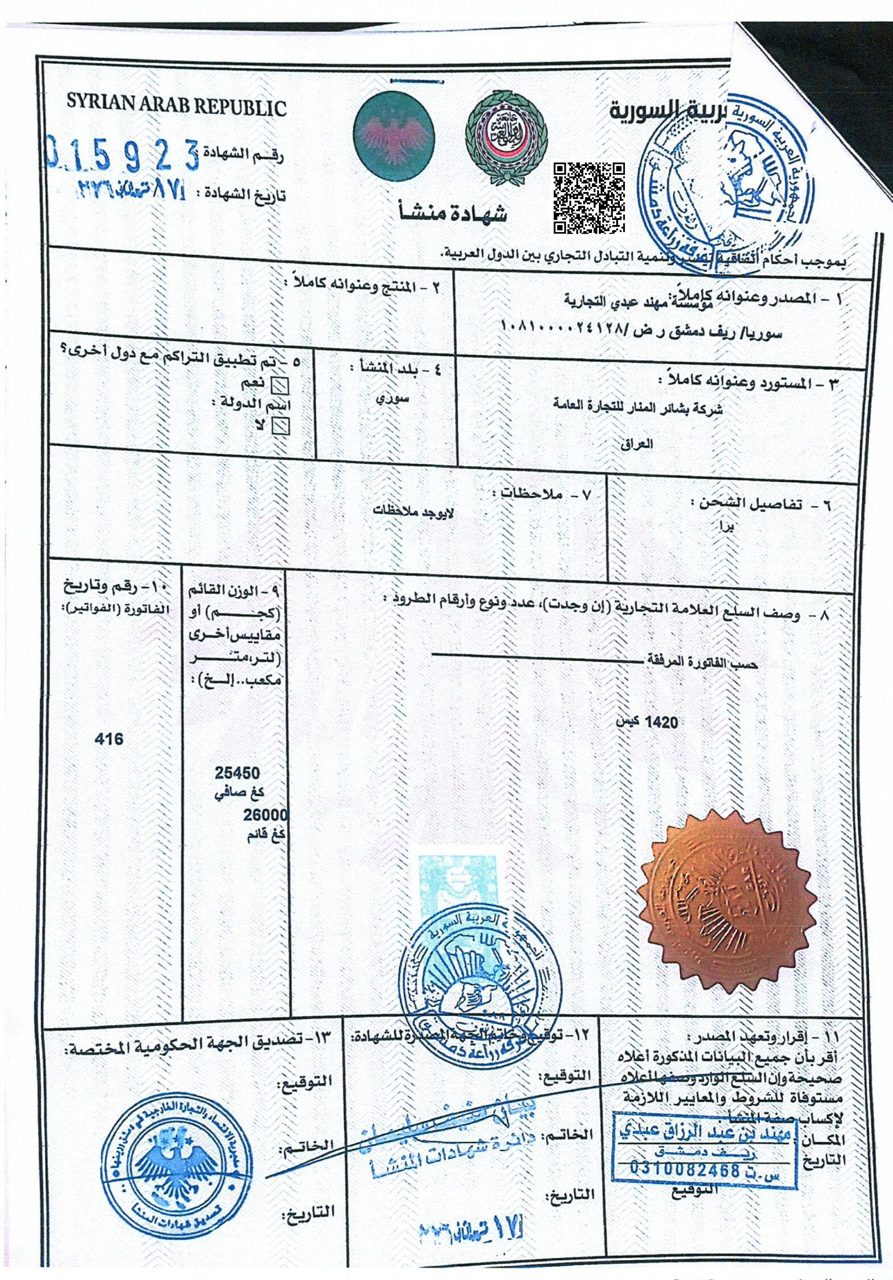 SYRIAN ARAB REPUBLIC
ربية السورية
رقم الشهادة
015923
تاريخ الشهادة :
شهادة منشأ
بموجب أحكام اتفاقية تيسير وتنمية التبادل التجاري بين الدول العربية.
١ - المصدر وعنوانه كاملاً:
مؤسسة مهند عبدي التجارية
سوريا/ ريف دمشق ر ض /١٠٨١٠٠٠٠٢٤١٢٨
٢ - المنتج وعنوانه كاملاً :
٣ - المستورد وعنوانه كاملاً :
شركة بشائر المنار للتجارة العامة
العراق
٤ - بلد المنشأ :
سوري
٥ - تم تطبيق التراكم مع دول أخرى؟
نعم
اسم الدولة :
لا
٦ - تفاصيل الشحن :
برا
٧ - ملاحظات :
لايوجد ملاحظات
٨ - وصف السلع العلامة التجارية (إن وجدت)، عدد ونوع وأرقام الطرود :
حسب الفاتورة المرفقة
1420 كيس
٩ - الوزن القائم
(كجم) أو
مقاييس أخرى
(لتر، متر
مكعب..إلخ) :
25450
كغ صافي
26000
كغ قائم
١٠- رقم وتاريخ
الفاتورة (الفواتير):
416
١١ - إقرار وتعهد المصدر :
أقر بأن جميع البيانات المذكورة أعلاه
صحيحة وإن السلع الوارد وصفها أعلاه
مستوفاة للشروط والمعايير اللازمة
لإكساب صفة المنشأ
المكان
التاريخ
التوقيع
مهند بن عبد الرزاق عبدي
ريف دمشق
س.ت 0310082468
١٢- توقيع وخاتم الجهة المصدرة للشهادة:
التوقيع:
الخاتم:
دائرة شهادات المنشأ
التاريخ:
١٣- تصديق الجهة الحكومية المختصة:
التوقيع:
الخاتم:
التاريخ:
الجمهورية العربية السورية
تصديق شهادات المنشأ